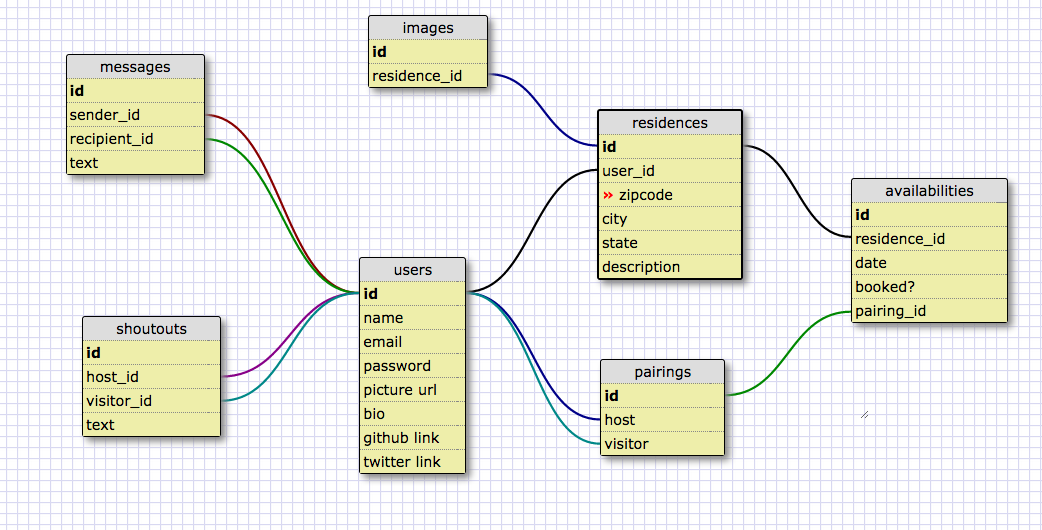 images
id
residence_id
messages
id
sender_id
recipient_id
text
residences
id
user_id
» zipcode
city
state
description
availabilities
id
residence_id
date
booked?
pairing_id
users
id
name
email
password
picture url
bio
github link
twitter link
shoutouts
id
host_id
visitor_id
text
pairings
id
host
visitor